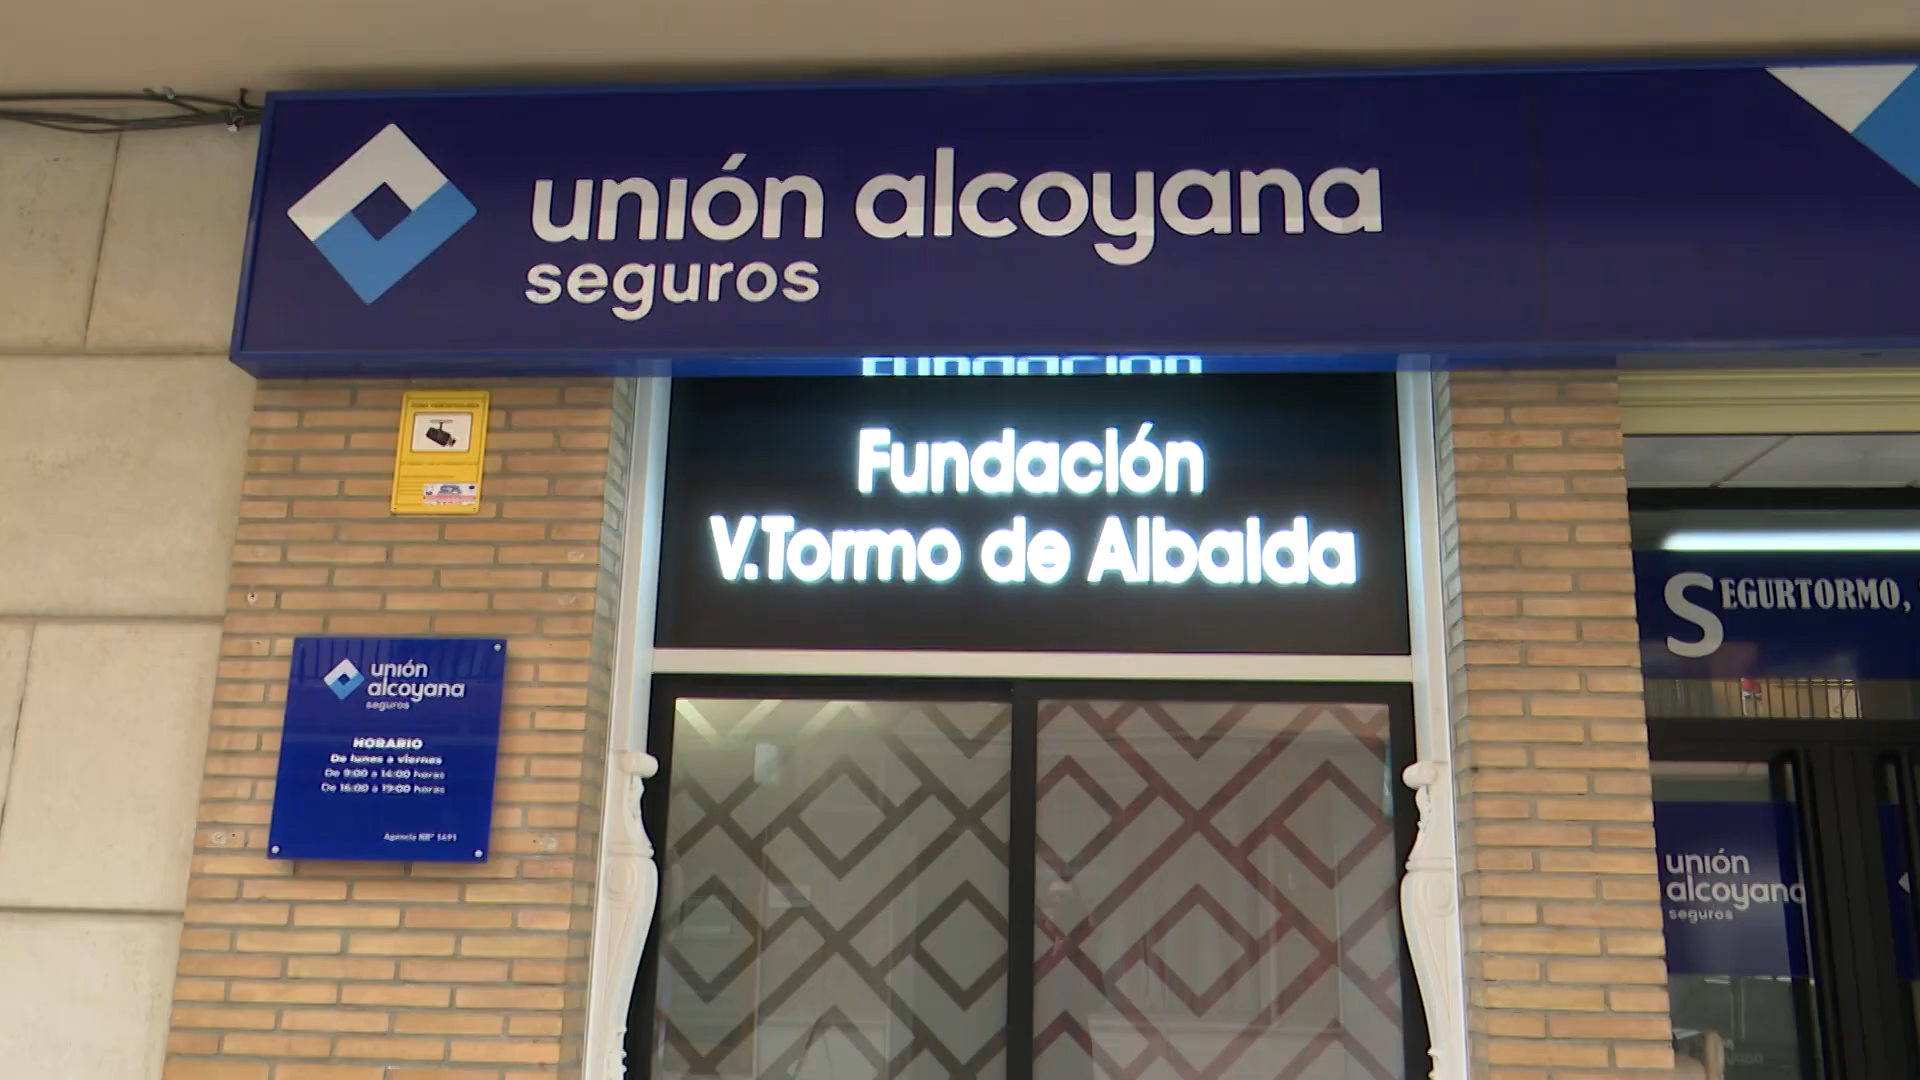 unión alcoyana
seguros
Fundación
V.Tormo de Albaida
SEGURTORMO,
unión
alcoyana
seguros
HORARIO
De lunes a viernes
De 9:00 a 14:00 horas
De 16:00 a 19:00 horas
unión
alcoyana
seguros